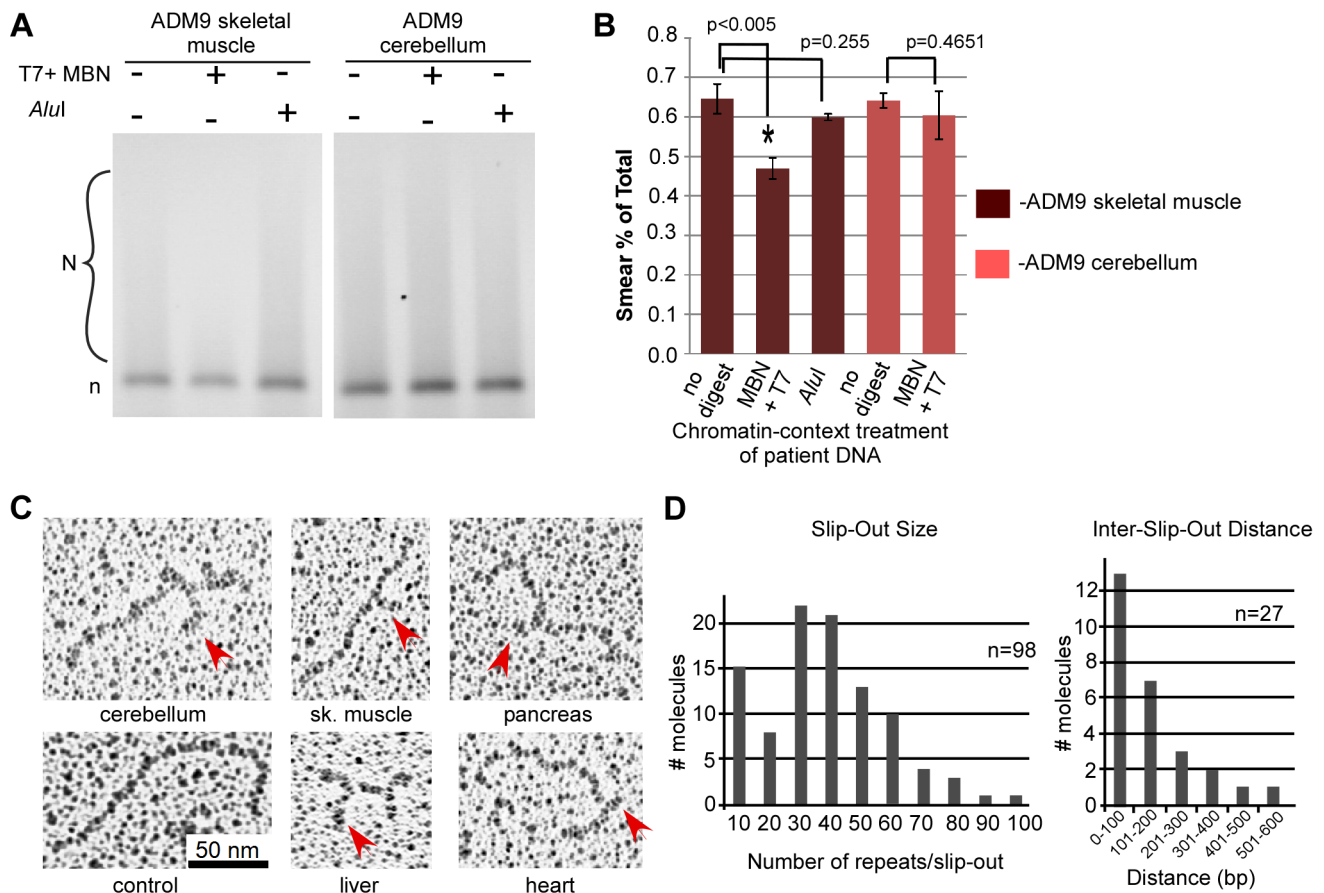 A
ADM9 skeletal
muscle
ADM9
cerebellum
T7+ MBN
- + - - + -
AluI
- - + - - +
N
n
B
p<0.005
p=0.255
p=0.4651
*
Smear % of Total
0.8
0.7
0.6
0.5
0.4
0.3
0.2
0.1
0.0
no
digest
MBN
+ T7
AluI
no
digest
MBN
+ T7
Chromatin-context treatment
of patient DNA
-ADM9 skeletal muscle
-ADM9 cerebellum
C
cerebellum
sk. muscle
pancreas
50 nm
control
liver
heart
D
Slip-Out Size
n=98
# molecules
20
15
10
5
0
10 20 30 40 50 60 70 80 90 100
Number of repeats/slip-out
Inter-Slip-Out Distance
n=27
# molecules
12
10
8
6
4
2
0
0-100
101-200
201-300
301-400
401-500
501-600
Distance (bp)